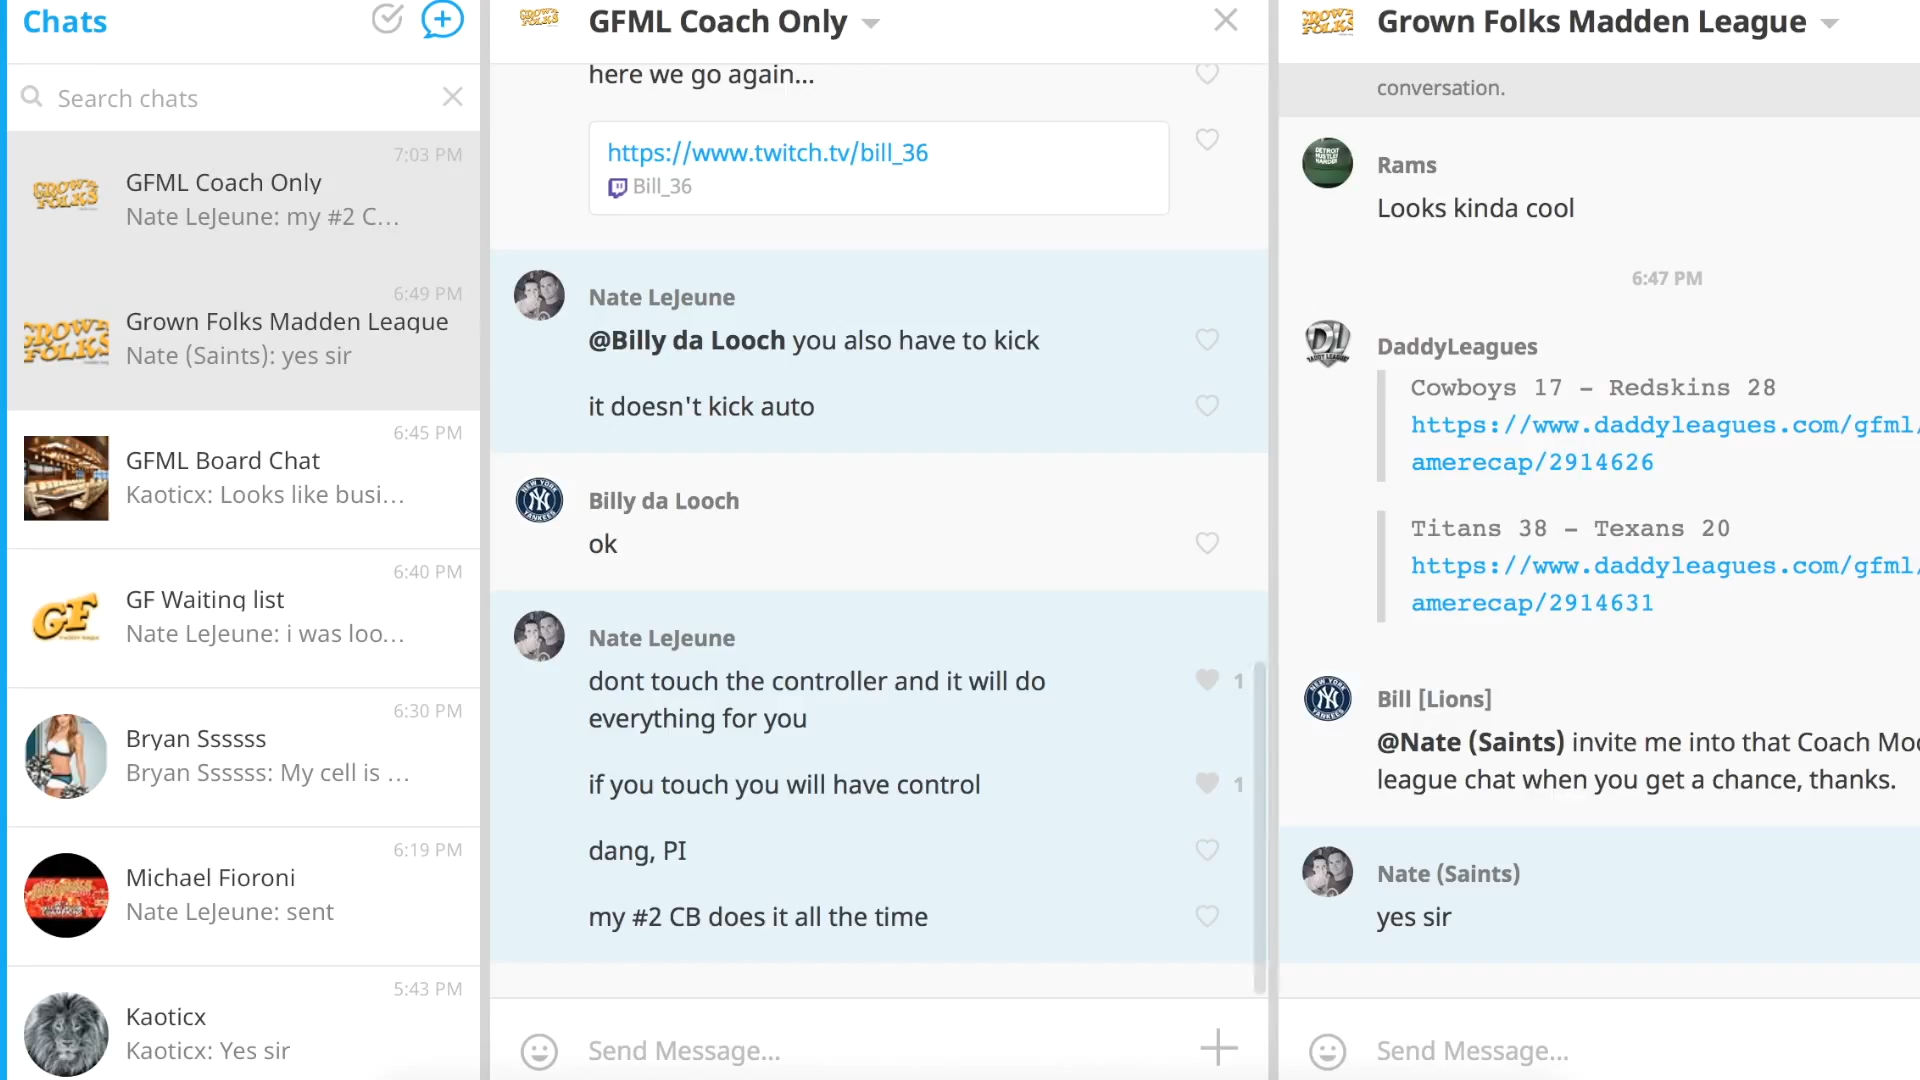 Chats
Search chats
7:03 PM
GFML Coach Only
Nate LeJeune: my #2 C...
6:49 PM
Grown Folks Madden League
Nate (Saints): yes sir
6:45 PM
GFML Board Chat
Kaoticx: Looks like busi...
6:40 PM
GF Waiting list
Nate LeJeune: i was loo...
6:30 PM
Bryan Ssssss
Bryan Ssssss: My cell is ...
6:19 PM
Michael Fioroni
Nate LeJeune: sent
5:43 PM
Kaoticx
Kaoticx: Yes sir
GROWN FOLKS
GFML Coach Only
here we go again...
https://www.twitch.tv/bill_36
Bill_36
Nate LeJeune
@Billy da Looch you also have to kick
it doesn't kick auto
Billy da Looch
ok
Nate LeJeune
dont touch the controller and it will do
everything for you
1
if you touch you will have control
1
dang, PI
my #2 CB does it all the time
Send Message...
GROWN FOLKS
Grown Folks Madden League
conversation.
Rams
Looks kinda cool
6:47 PM
DaddyLeagues
Cowboys 17 - Redskins 28
https://www.daddyleagues.com/gfml/
amerecap/2914626
Titans 38 - Texans 20
https://www.daddyleagues.com/gfml/
amerecap/2914631
Bill [Lions]
@Nate (Saints) invite me into that Coach Mo
league chat when you get a chance, thanks.
Nate (Saints)
yes sir
Send Message...